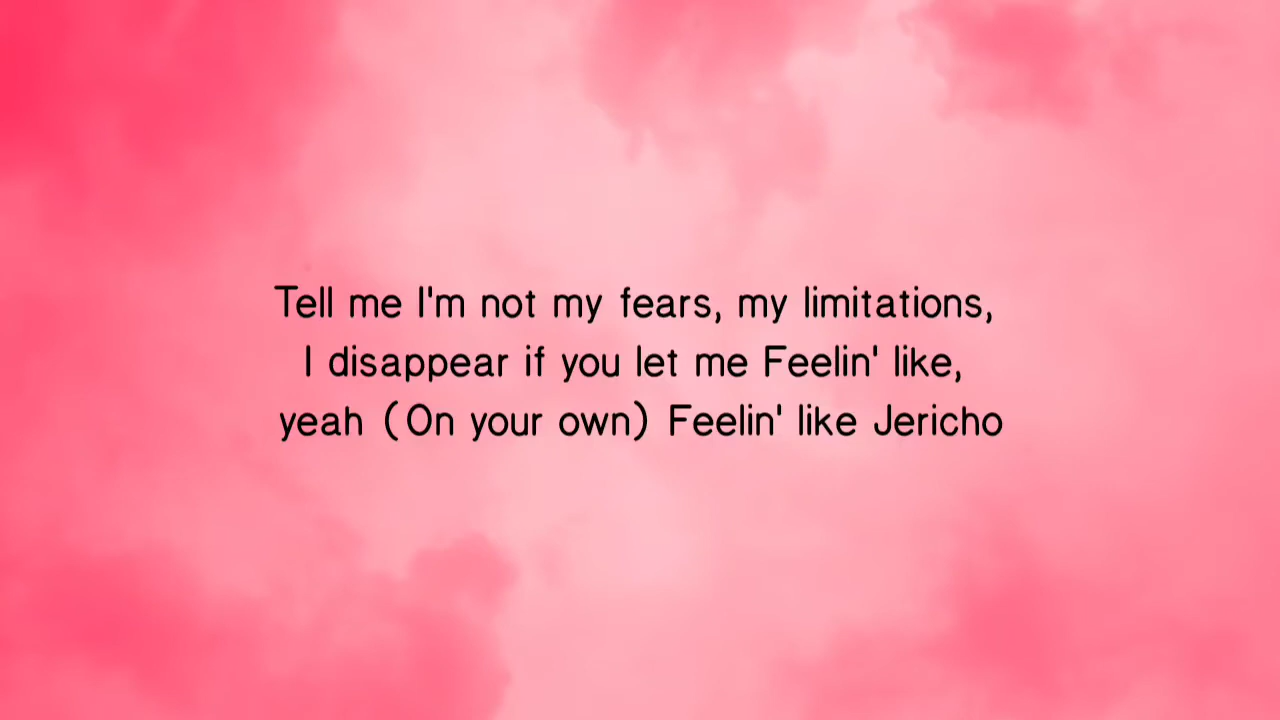 Tell me I'm not my fears, my limitations,
I disappear if you let me Feelin' like,
yeah (On your own) Feelin' like Jericho